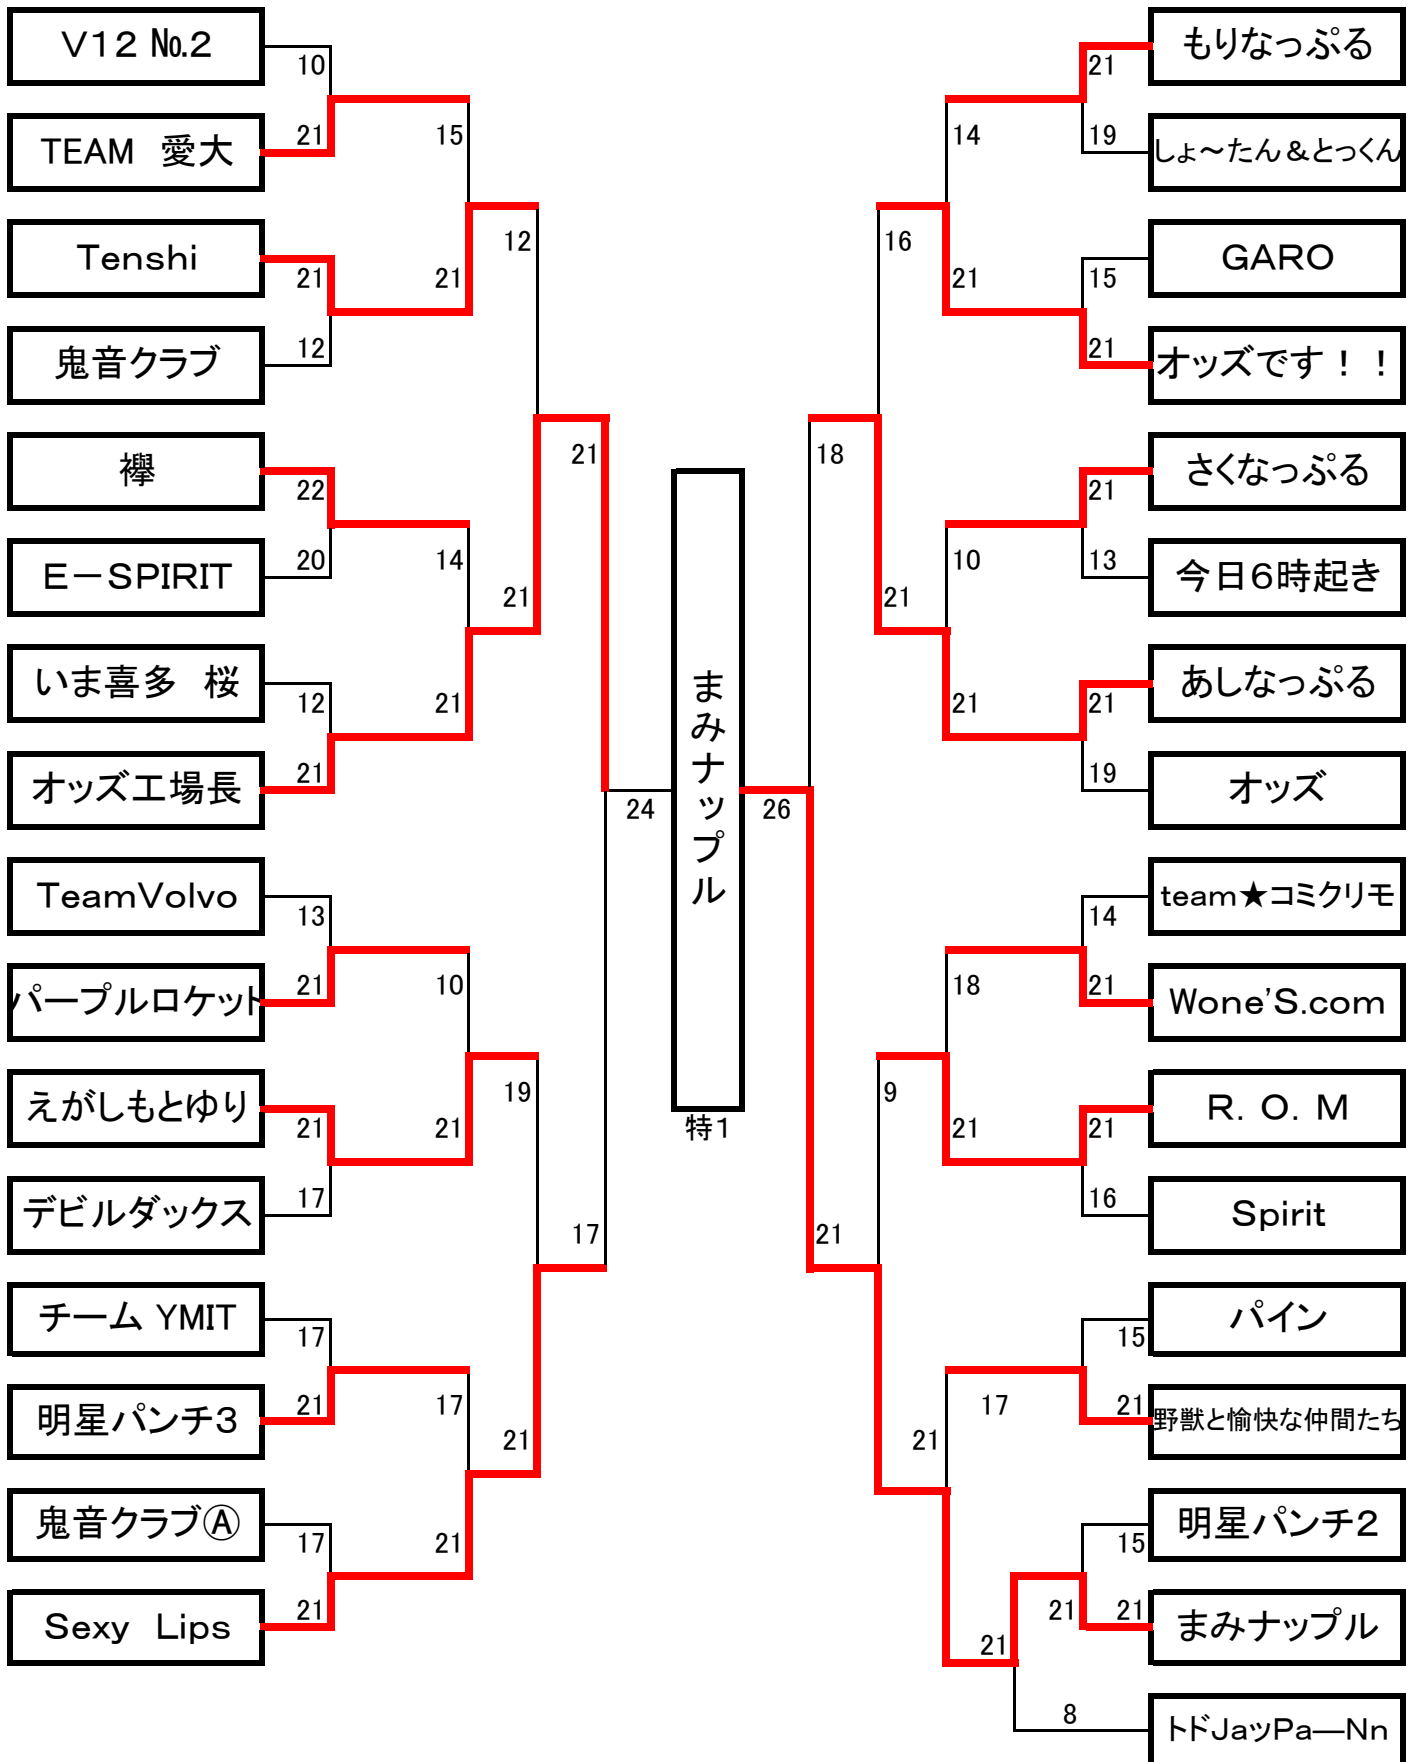 V12 №2
10
TEAM 愛大
21
15
Tenshi
21
21
12
鬼音クラブ
12
襷
22
21
E－SPIRIT
20
14
21
いま喜多 桜
12
21
オッズ工場長
21
TeamVolvo
13
パープルロケット
21
10
えがしもとゆり
21
21
19
デビルダックス
17
17
チーム YMIT
17
明星パンチ3
21
17
21
鬼音クラブⒶ
17
21
Sexy Lips
21
24
まみナップル
26
特1
もりなっぷる
21
14
しょ～たん＆とっくん
19
16
GARO
15
21
オッズです！！
21
18
さくなっぷる
21
今日6時起き
13
10
21
あしなっぷる
21
21
オッズ
19
team★コミクリモ
14
Wone'S.com
21
18
9
R．O．M
21
21
Spirit
16
21
パイン
15
野獣と愉快な仲間たち
21
17
21
明星パンチ2
15
まみナップル
21
21
21
トドJaッPa―Nn
8